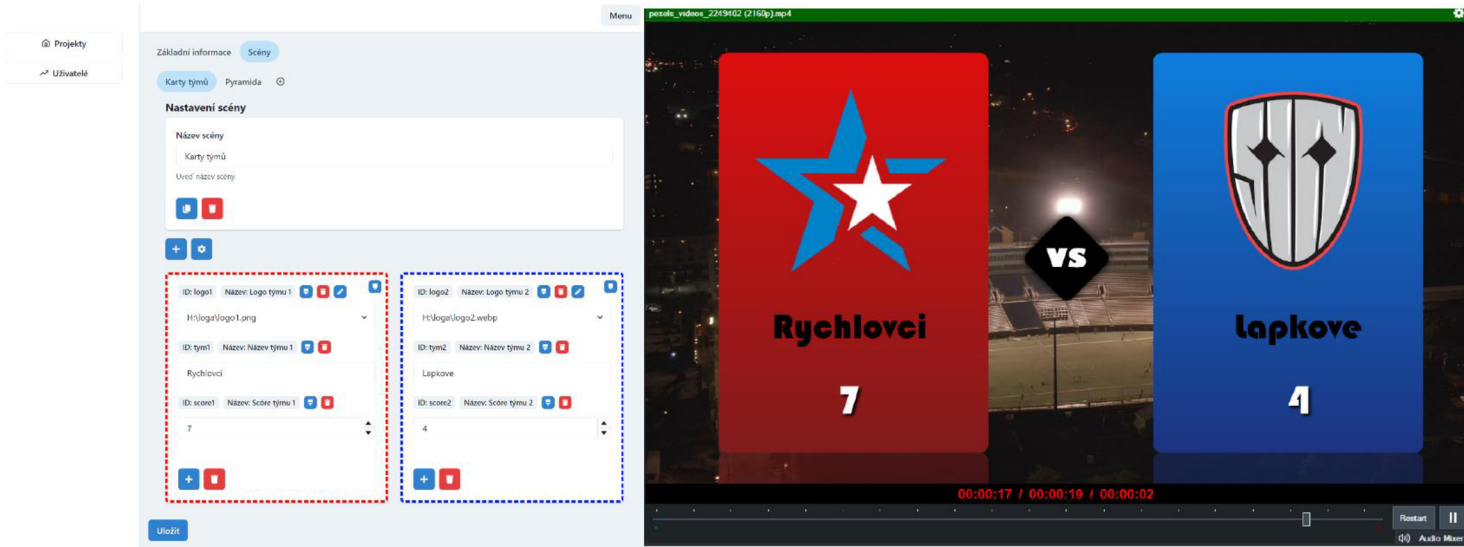 Menu
Projekty
Uživatelé
Základní informace Scény
Karty týmů Pyramida
Nastavení scény
Název scény
Karty týmů
Uveď název scény
ID: logo1 Název: Logo týmu 1
H:\loga\logo1.png
ID: tym1 Název: Název týmu 1
Rychlovci
ID: score1 Název: Scóre týmu 1
7
ID: logo2 Název: Logo týmu 2
H:\loga\logo2.webp
ID: tym2 Název: Název týmu 2
Lapkove
ID: score2 Název: Scóre týmu 2
4
Uložit
pexels_videos_2249402 (2160p).mp4
Rychlovci
7
VS
Lapkove
4
00:00:17 / 00:00:19 / 00:00:02
Restart
Audio Mixer